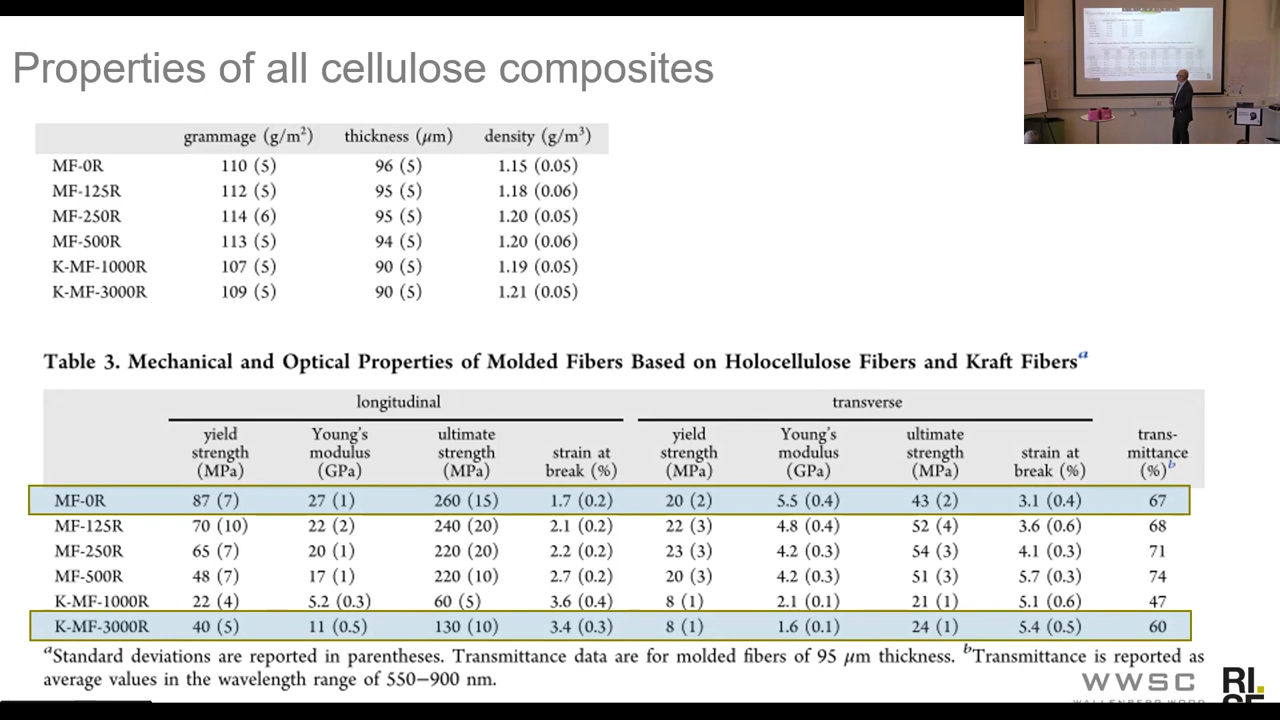 Properties of all cellulose composites
grammage (g/m²) thickness (μm) density (g/m³)
MF-0R 110 (5) 96 (5) 1.15 (0.05)
MF-125R 112 (5) 95 (5) 1.18 (0.06)
MF-250R 114 (6) 95 (5) 1.20 (0.05)
MF-500R 113 (5) 94 (5) 1.20 (0.06)
K-MF-1000R 107 (5) 90 (5) 1.19 (0.05)
K-MF-3000R 109 (5) 90 (5) 1.21 (0.05)
Table 3. Mechanical and Optical Properties of Molded Fibers Based on Holocellulose Fibers and Kraft Fibersᵃ
longitudinal transverse
yield Young's ultimate yield Young's ultimate trans-
strength modulus strength strain at strength modulus strength strain at mittance
(MPa) (GPa) (MPa) break (%) (MPa) (GPa) (MPa) break (%) (%)ᵇ
MF-0R 87 (7) 27 (1) 260 (15) 1.7 (0.2) 20 (2) 5.5 (0.4) 43 (2) 3.1 (0.4) 67
MF-125R 70 (10) 22 (2) 240 (20) 2.1 (0.2) 22 (3) 4.8 (0.4) 52 (4) 3.6 (0.6) 68
MF-250R 65 (7) 20 (1) 220 (20) 2.2 (0.2) 23 (3) 4.2 (0.3) 54 (3) 4.1 (0.3) 71
MF-500R 48 (7) 17 (1) 220 (10) 2.7 (0.2) 20 (3) 4.2 (0.3) 51 (3) 5.7 (0.3) 74
K-MF-1000R 22 (4) 5.2 (0.3) 60 (5) 3.6 (0.4) 8 (1) 2.1 (0.1) 21 (1) 5.1 (0.6) 47
K-MF-3000R 40 (5) 11 (0.5) 130 (10) 3.4 (0.3) 8 (1) 1.6 (0.1) 24 (1) 5.4 (0.5) 60
ᵃStandard deviations are reported in parentheses. Transmittance data are for molded fibers of 95 μm thickness. ᵇTransmittance is reported as
average values in the wavelength range of 550−900 nm.
WWSC
WALLENBERG WOOD
RI.
SE